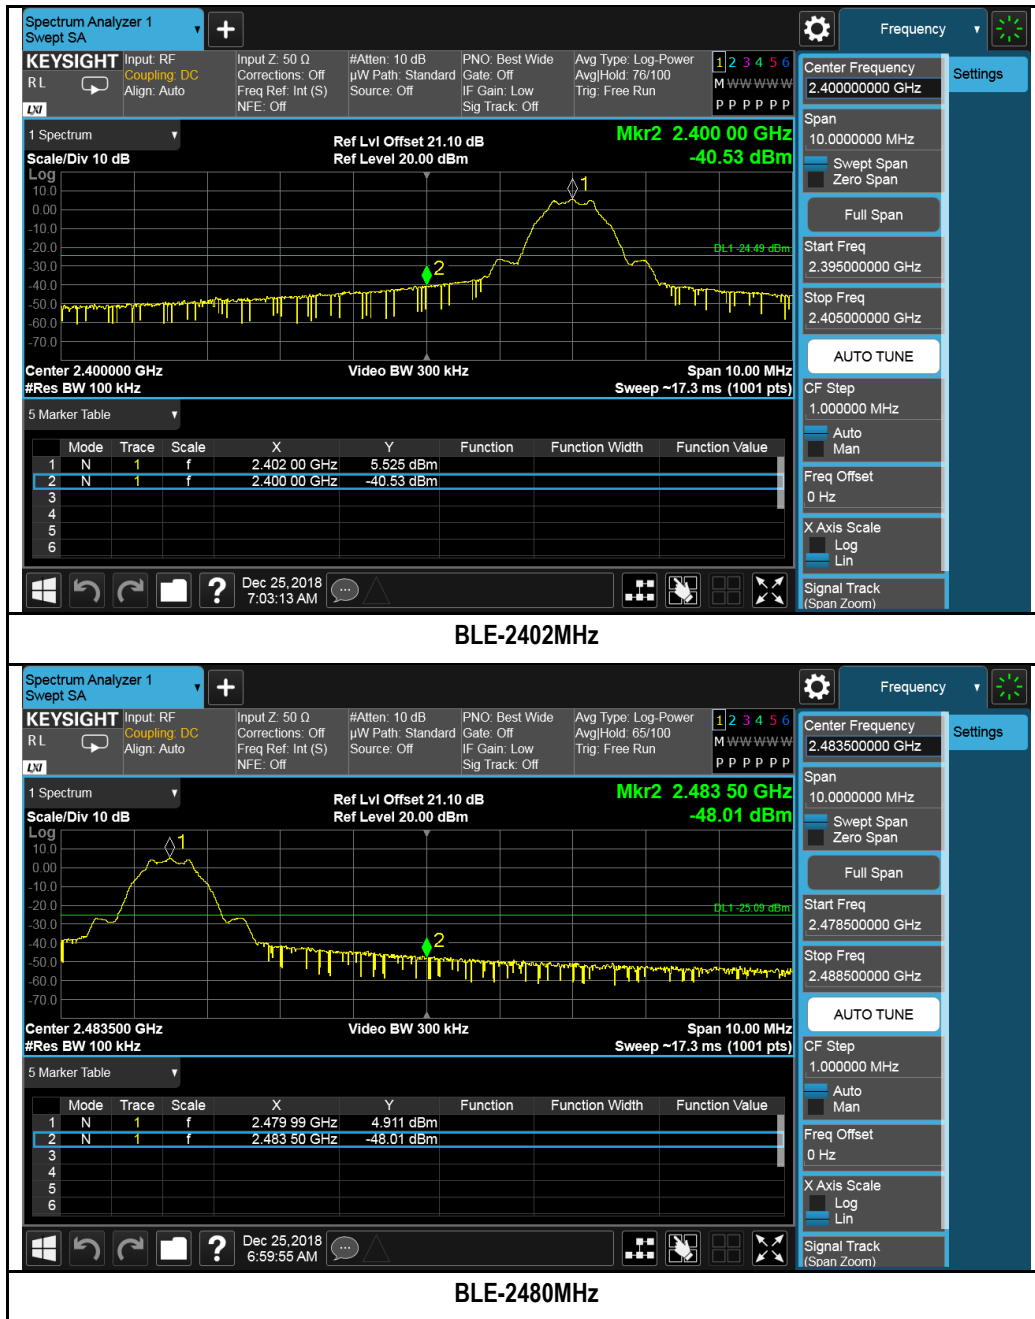 Spectrum Analyzer 1
Swept SA
+
Frequency
KEYSIGHT
RL
LXI
Input: RF
Coupling: DC
Align: Auto
Input Z: 50 Ω
Corrections: Off
Freq Ref: Int (S)
NFE: Off
#Atten: 10 dB
µW Path: Standard
Source: Off
PNO: Best Wide
Gate: Off
IF Gain: Low
Sig Track: Off
Avg Type: Log-Power
Avg|Hold: 76/100
Trig: Free Run
1 2 3 4 5 6
M W W W W W
P P P P P P
Center Frequency
2.400000000 GHz
Settings
Span
10.0000000 MHz
Swept Span
Zero Span
Full Span
Start Freq
2.395000000 GHz
Stop Freq
2.405000000 GHz
AUTO TUNE
CF Step
1.000000 MHz
Auto
Man
Freq Offset
0 Hz
X Axis Scale
Log
Lin
Signal Track
(Span Zoom)
1 Spectrum
Scale/Div 10 dB
Ref Lvl Offset 21.10 dB
Ref Level 20.00 dBm
Mkr2 2.400 00 GHz
-40.53 dBm
Log
10.0
0.00
-10.0
-20.0
-30.0
-40.0
-50.0
-60.0
-70.0
1
2
DL1 -24.49 dBm
Center 2.400000 GHz
#Res BW 100 kHz
Video BW 300 kHz
Span 10.00 MHz
Sweep ~17.3 ms (1001 pts)
5 Marker Table
Mode Trace Scale X Y Function Function Width Function Value
1 N 1 f 2.402 00 GHz 5.525 dBm
2 N 1 f 2.400 00 GHz -40.53 dBm
3
4
5
6
?
Dec 25, 2018
7:03:13 AM
BLE-2402MHz
Spectrum Analyzer 1
Swept SA
+
Frequency
KEYSIGHT
RL
LXI
Input: RF
Coupling: DC
Align: Auto
Input Z: 50 Ω
Corrections: Off
Freq Ref: Int (S)
NFE: Off
#Atten: 10 dB
µW Path: Standard
Source: Off
PNO: Best Wide
Gate: Off
IF Gain: Low
Sig Track: Off
Avg Type: Log-Power
Avg|Hold: 65/100
Trig: Free Run
1 2 3 4 5 6
M W W W W W
P P P P P P
Center Frequency
2.483500000 GHz
Settings
Span
10.0000000 MHz
Swept Span
Zero Span
Full Span
Start Freq
2.478500000 GHz
Stop Freq
2.488500000 GHz
AUTO TUNE
CF Step
1.000000 MHz
Auto
Man
Freq Offset
0 Hz
X Axis Scale
Log
Lin
Signal Track
(Span Zoom)
1 Spectrum
Scale/Div 10 dB
Ref Lvl Offset 21.10 dB
Ref Level 20.00 dBm
Mkr2 2.483 50 GHz
-48.01 dBm
Log
10.0
0.00
-10.0
-20.0
-30.0
-40.0
-50.0
-60.0
-70.0
1
2
DL1 -25.09 dBm
Center 2.483500 GHz
#Res BW 100 kHz
Video BW 300 kHz
Span 10.00 MHz
Sweep ~17.3 ms (1001 pts)
5 Marker Table
Mode Trace Scale X Y Function Function Width Function Value
1 N 1 f 2.479 99 GHz 4.911 dBm
2 N 1 f 2.483 50 GHz -48.01 dBm
3
4
5
6
?
Dec 25, 2018
6:59:55 AM
BLE-2480MHz